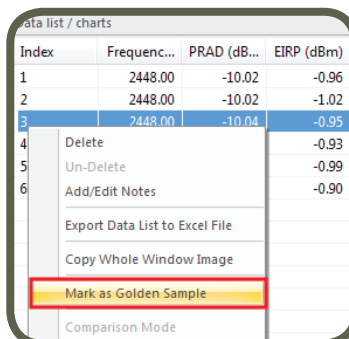 Data list / charts
Index Frequenc... PRAD (dB... EIRP (dBm)
1 2448.00 -10.02 -0.96
2 2448.00 -10.02 -1.02
3 2448.00 -10.04 -0.95
4 -0.93
5 -0.99
6 -0.90
Delete
Un-Delete
Add/Edit Notes
Export Data List to Excel File
Copy Whole Window Image
Mark as Golden Sample
Comparison Mode